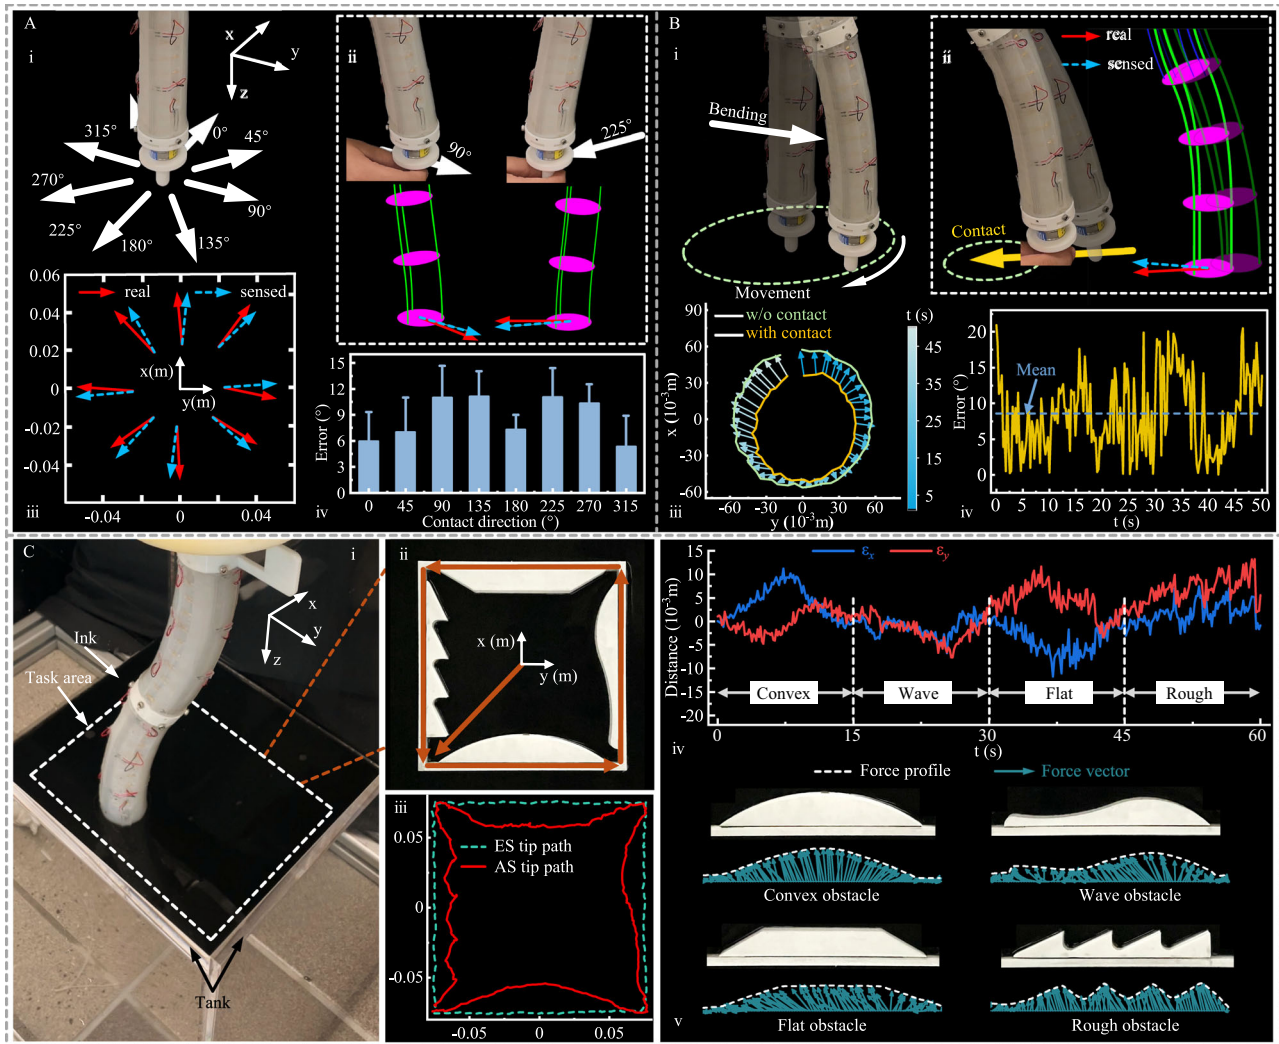 A
i
x
y
z
0°
45°
90°
135°
180°
225°
270°
315°
ii
90°
225°
real
sensed
0.06
0.04
0.02
0
-0.02
-0.04
x(m)
y(m)
-0.04
0
0.04
iii
15
12
9
6
3
0
Error (°)
0
45
90
135
180
225
270
315
Contact direction (°)
iv
B
i
Bending
Movement
ii
real
sensed
Contact
w/o contact
with contact
90
60
30
0
-30
-60
x (10⁻³m)
-60
-30
0
30
60
y (10⁻³m)
t (s)
45
35
25
15
5
iii
20
15
10
5
0
Error (°)
Mean
0
5
10
15
20
25
30
35
40
45
50
t (s)
iv
C
i
Ink
Task area
x
y
z
Tank
ii
x (m)
y (m)
iii
0.05
0
-0.05
ES tip path
AS tip path
-0.05
0
0.05
εx
εy
15
10
5
0
-5
-10
-15
-20
Distance (10⁻³m)
Convex
Wave
Flat
Rough
0
15
30
45
60
t (s)
iv
Force profile
Force vector
Convex obstacle
Wave obstacle
Flat obstacle
Rough obstacle
v